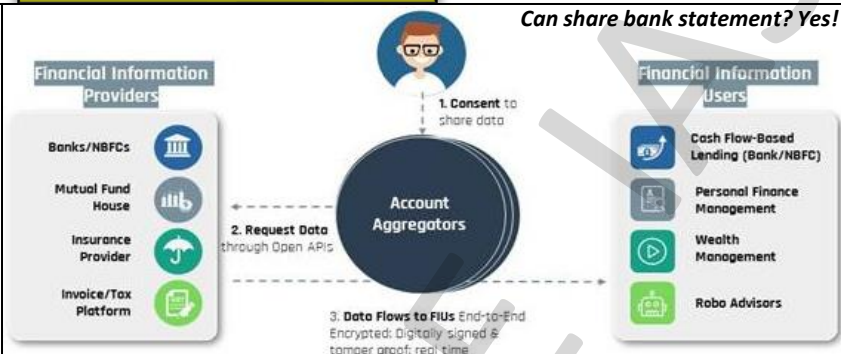 Can share bank statement? Yes!
Financial Information
Providers
Banks/NBFCs
Mutual Fund
House
Insurance
Provider
Invoice/Tax
Platform
1. Consent to
share data
Account
Aggregators
2. Request Data
through Open APIs
3. Data Flows to FIUs End-to-End
Encrypted; Digitally signed &
tamper proof; real time
Financial Information
Users
Cash Flow-Based
Lending (Bank/NBFC)
Personal Finance
Management
Wealth
Management
Robo Advisors